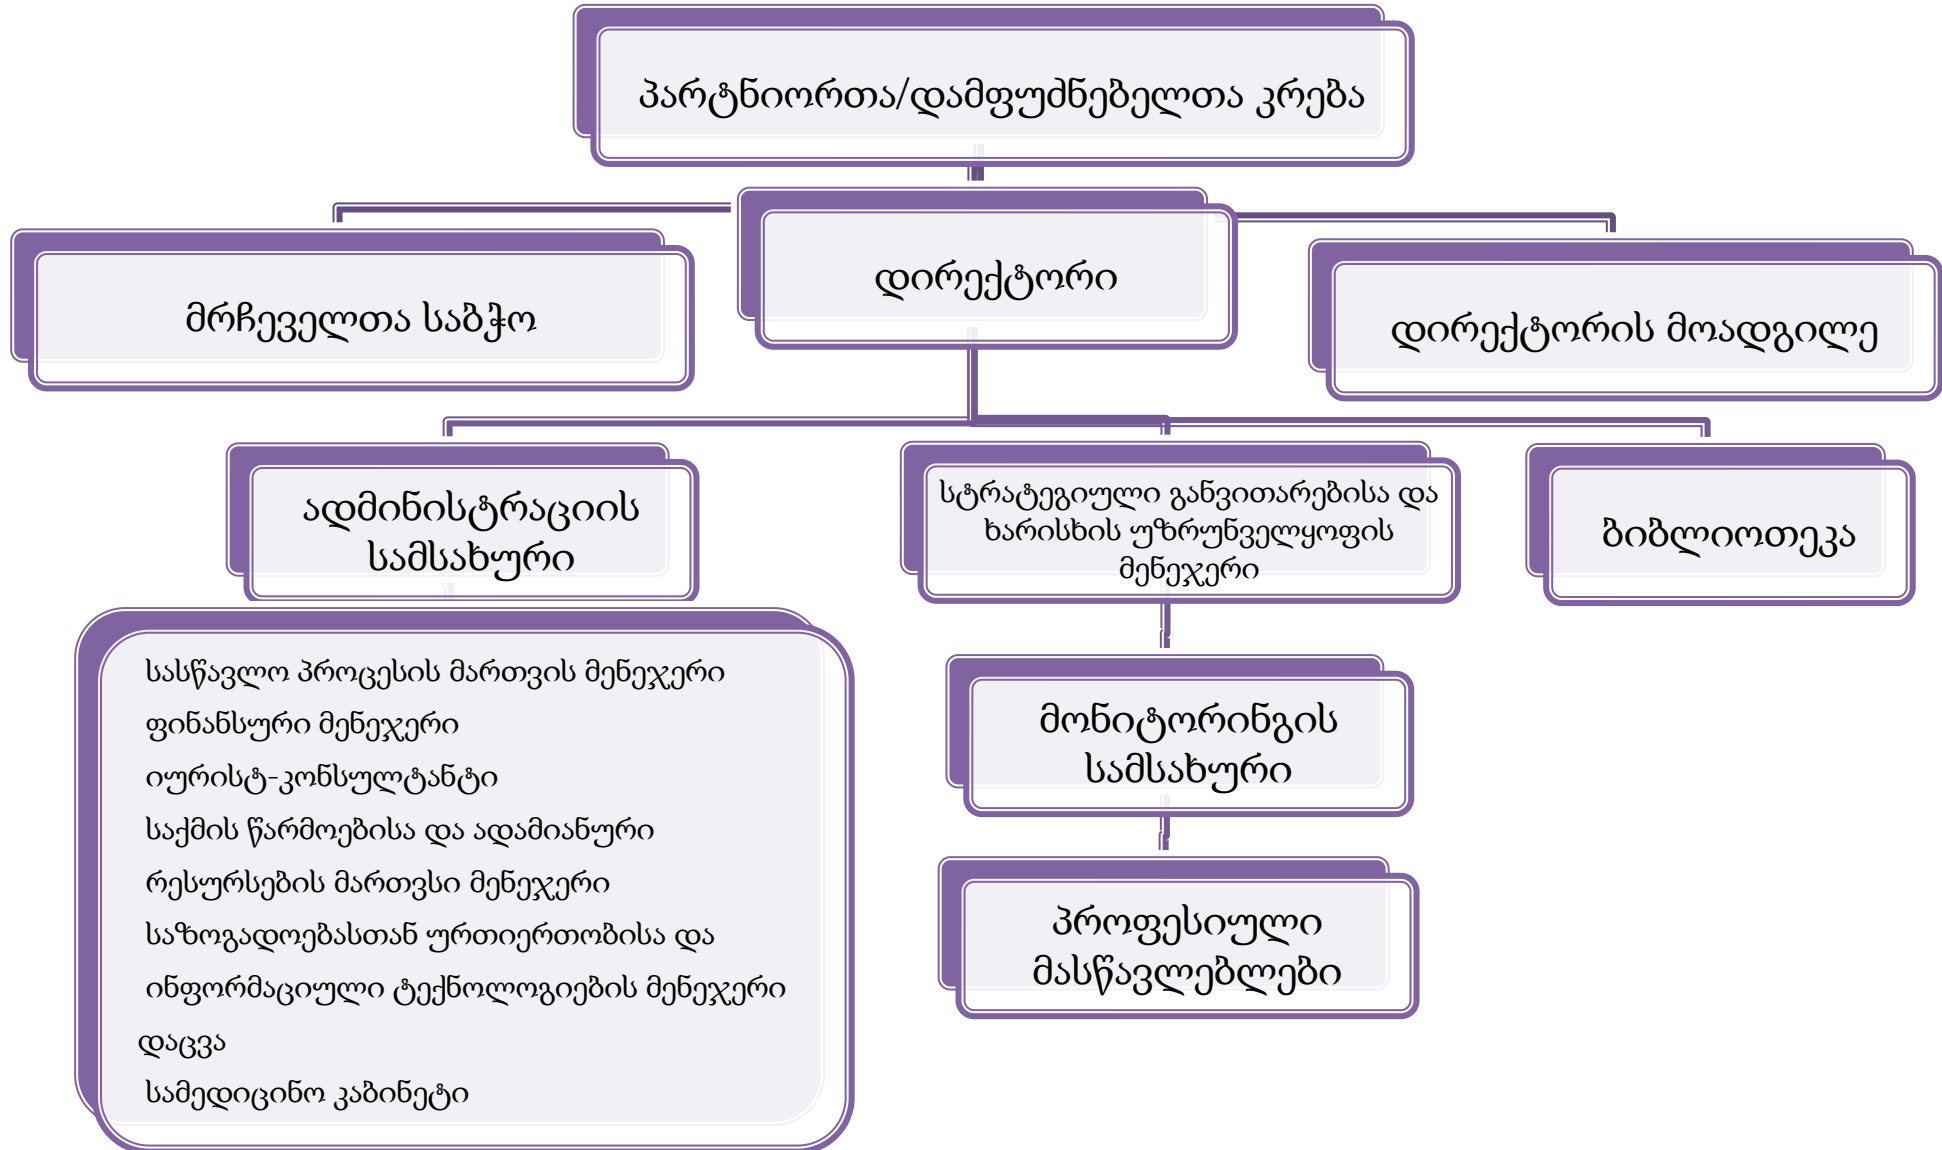 პარტნიორთა/დამფუძნებელთა კრება
დირექტორი
მრჩეველთა საბჭო
დირექტორის მოადგილე
ადმინისტრაციის
სამსახური
სტრატეგიული განვითარებისა და
ხარისხის უზრუნველყოფის
მენეჯერი
ბიბლიოთეკა
სასწავლო პროცესის მართვის მენეჯერი
ფინანსური მენეჯერი
იურისტ-კონსულტანტი
საქმის წარმოებისა და ადამიანური
რესურსების მართვსი მენეჯერი
საზოგადოებასთან ურთიერთობისა და
ინფორმაციული ტექნოლოგიების მენეჯერი
დაცვა
სამედიცინო კაბინეტი
მონიტორინგის
სამსახური
პროფესიული
მასწავლებლები